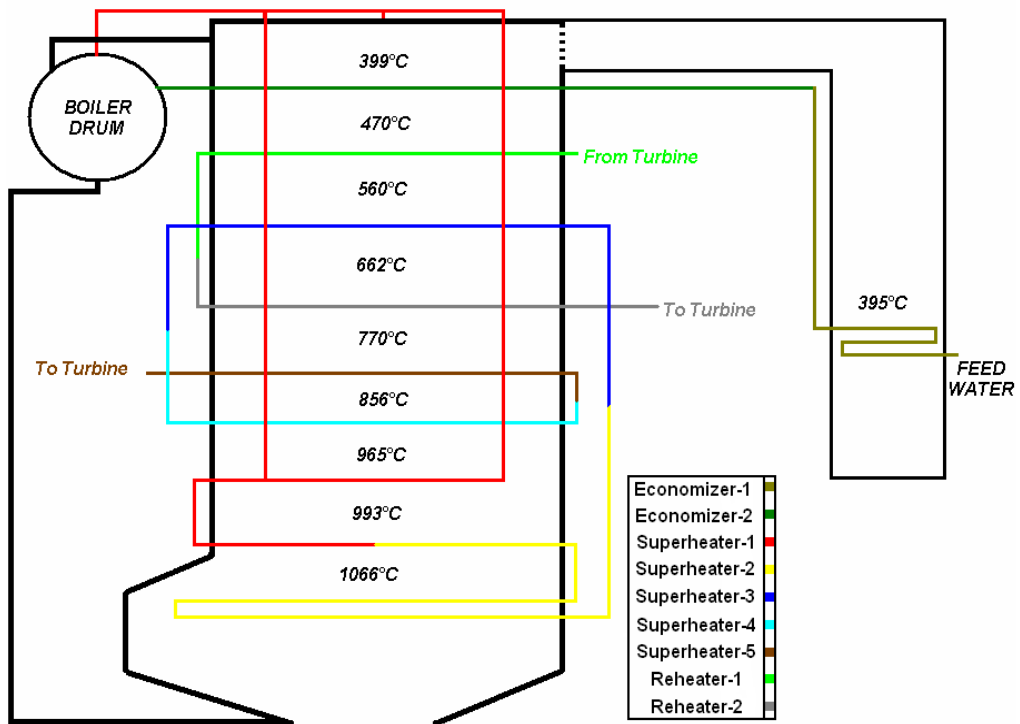 399°C
BOILER
DRUM
470°C
From Turbine
560°C
662°C
To Turbine
395°C
770°C
To Turbine
FEED
WATER
856°C
965°C
993°C
1066°C
Economizer-1
Economizer-2
Superheater-1
Superheater-2
Superheater-3
Superheater-4
Superheater-5
Reheater-1
Reheater-2